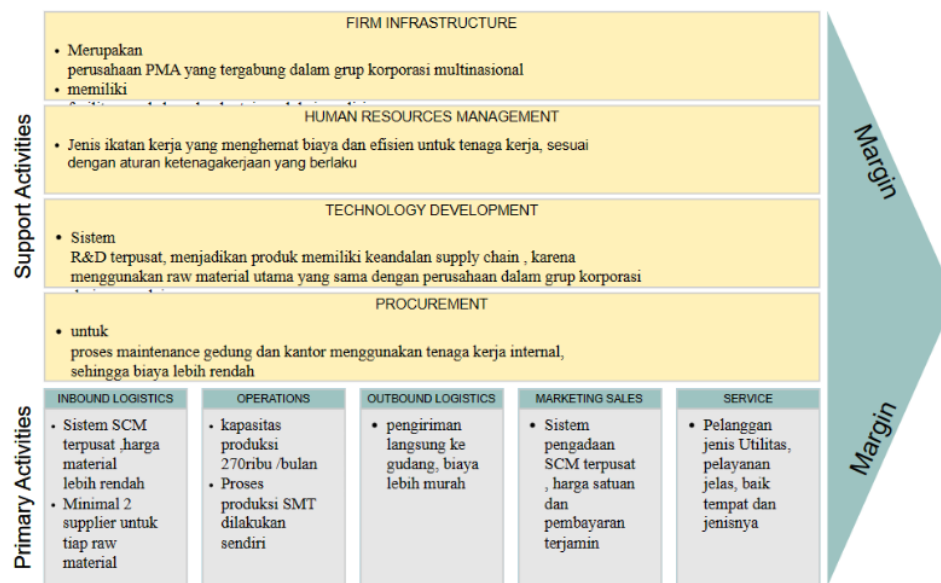 FIRM INFRASTRUCTURE
• Merupakan
perusahaan PMA yang tergabung dalam grup korporasi multinasional
• memiliki
HUMAN RESOURCES MANAGEMENT
• Jenis ikatan kerja yang menghemat biaya dan efisien untuk tenaga kerja, sesuai
dengan aturan ketenagakerjaan yang berlaku
TECHNOLOGY DEVELOPMENT
• Sistem
R&D terpusat, menjadikan produk memiliki keandalan supply chain , karena
menggunakan raw material utama yang sama dengan perusahaan dalam grup korporasi
PROCUREMENT
• untuk
proses maintenance gedung dan kantor menggunakan tenaga kerja internal,
sehingga biaya lebih rendah
Support Activities
INBOUND LOGISTICS
• Sistem SCM
terpusat ,harga
material
lebih rendah
• Minimal 2
supplier untuk
tiap raw
material
OPERATIONS
• kapasitas
produksi
270ribu /bulan
• Proses
produksi SMT
dilakukan
sendiri
OUTBOUND LOGISTICS
• pengiriman
langsung ke
gudang, biaya
lebih murah
MARKETING SALES
• Sistem
pengadaan
SCM terpusat
, harga satuan
dan
pembayaran
terjamin
SERVICE
• Pelanggan
jenis Utilitas,
pelayanan
jelas, baik
tempat dan
jenisnya
Primary Activities
Margin
Margin